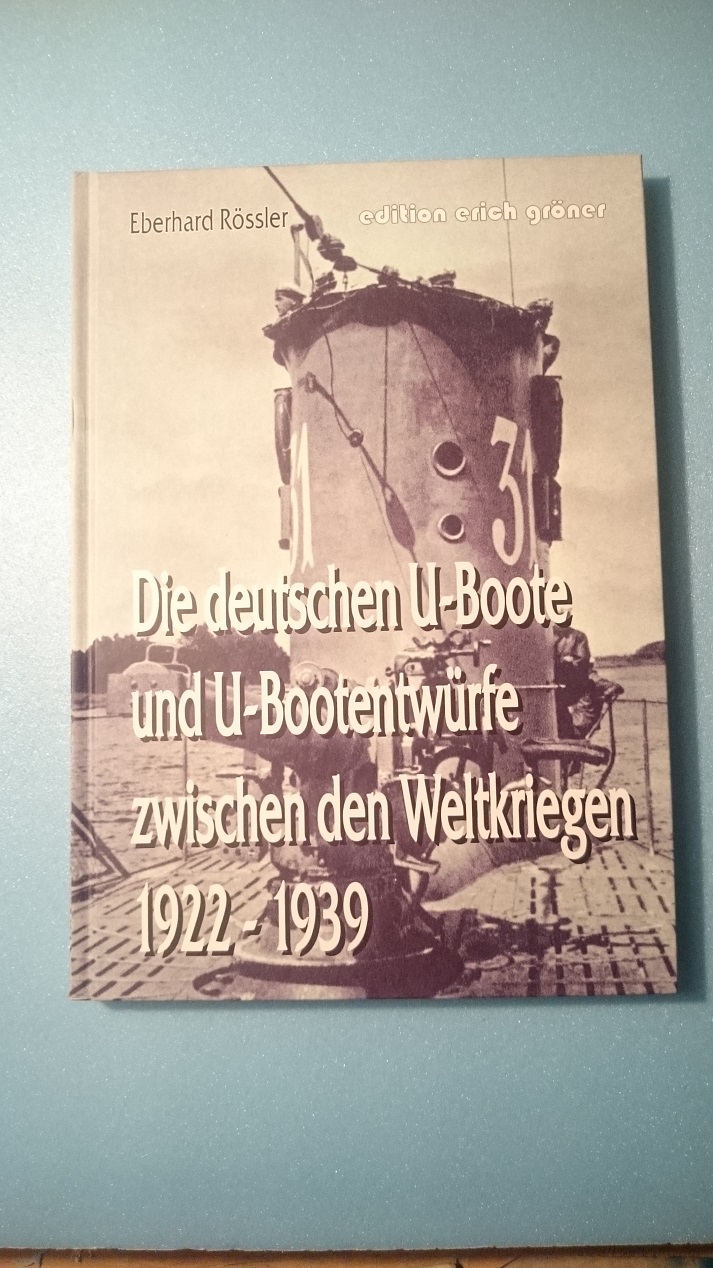 Eberhard Rössler
edition erich gröner
31
31
Die deutschen U-Boote
und U-Bootentwürfe
zwischen den Weltkriegen
1922 - 1939